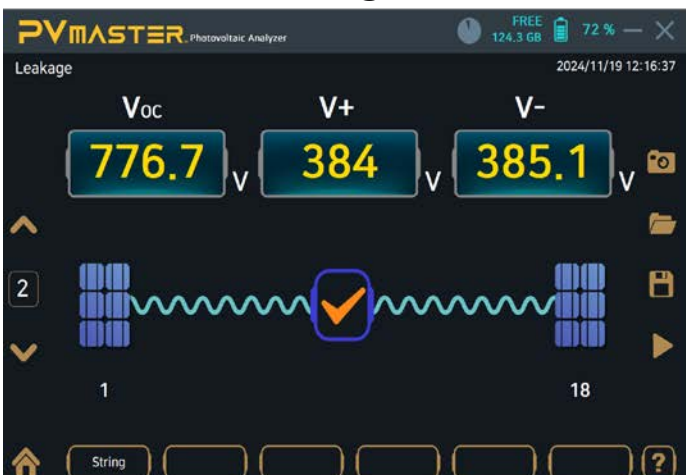 PVMASTER. Photovoltaic Analyzer
FREE
124.3 GB
72 %
Leakage
2024/11/19 12:16:37
Voc V+ V-
776.7 V 384 V 385.1 V
2
1 18
String
?